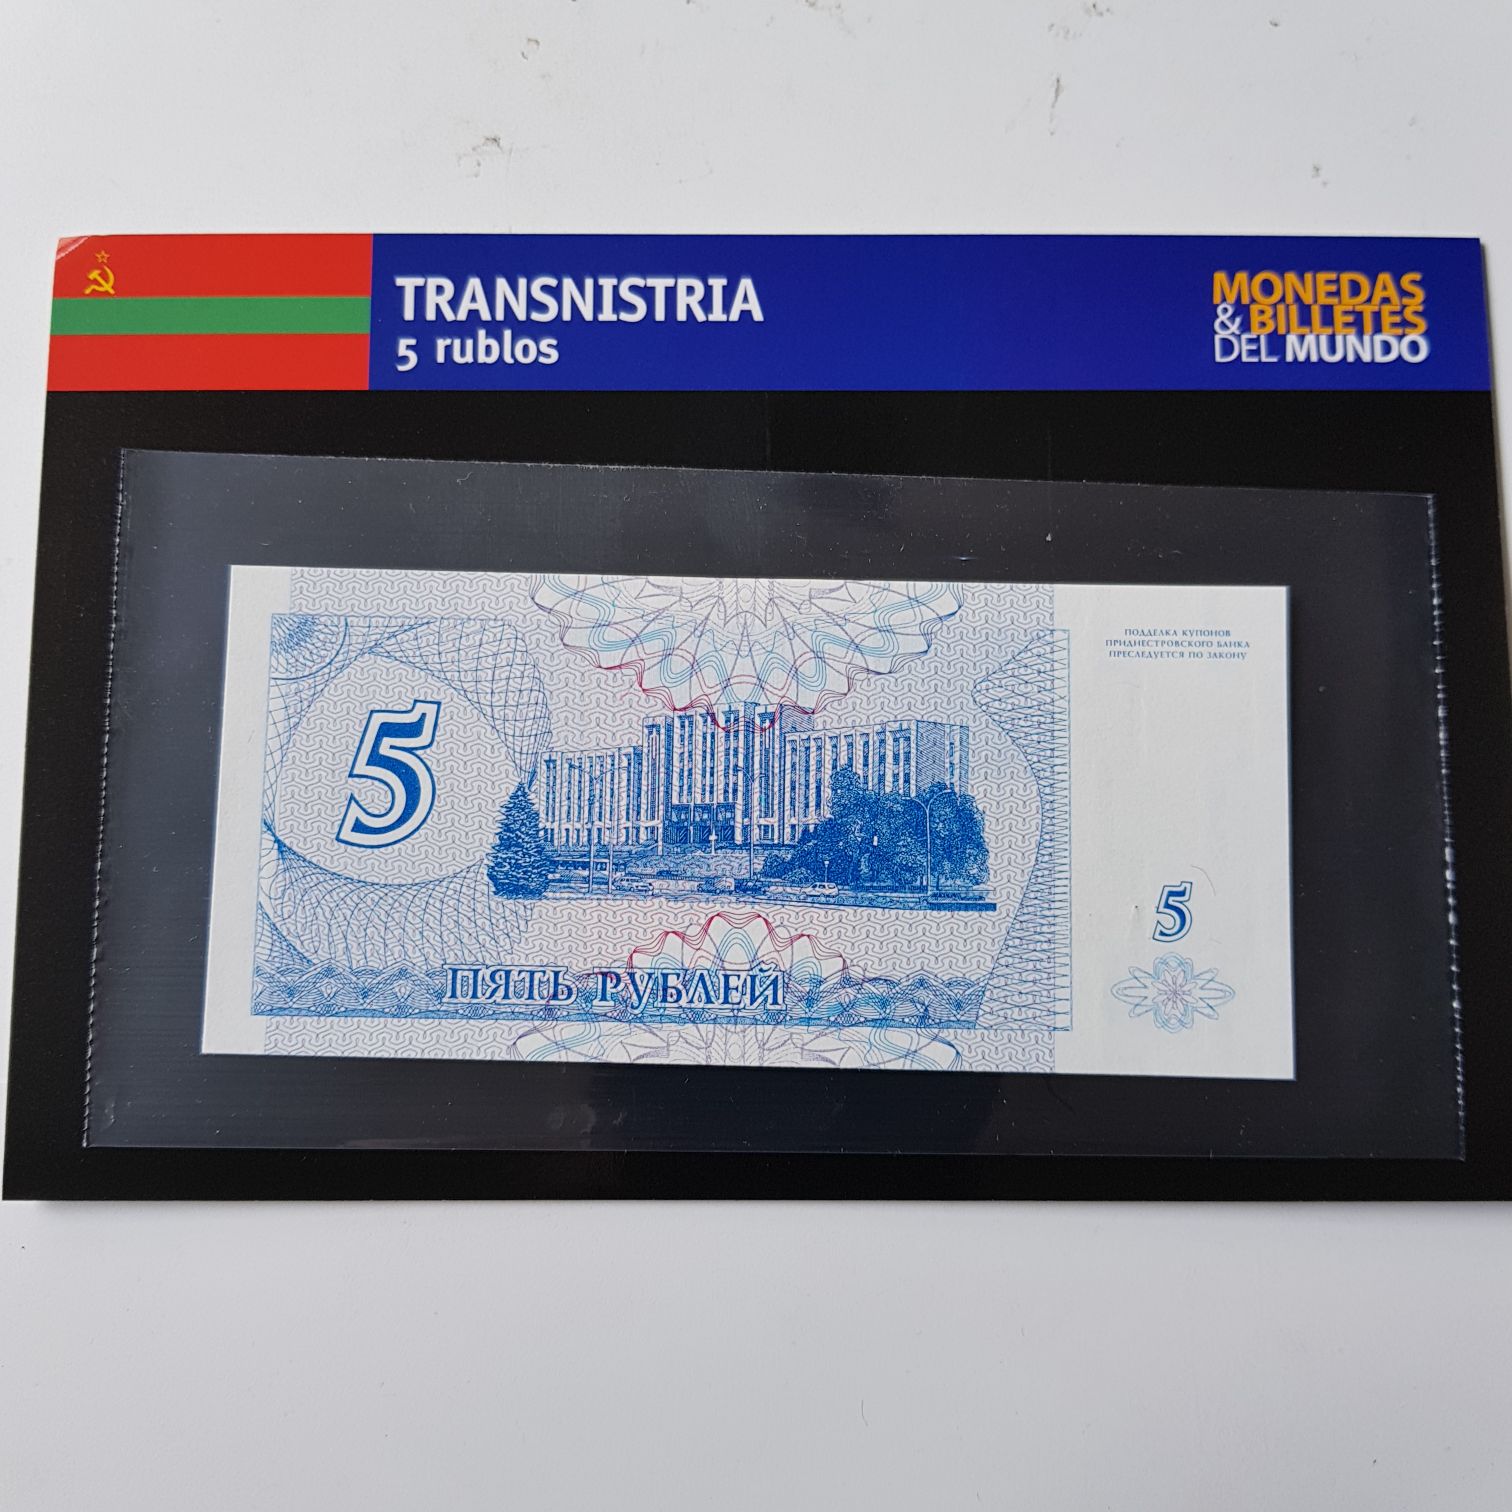 TRANSNISTRIA
5 rublos
MONEDAS
& BILLETES
DEL MUNDO
ПОДДЕЛКА КУПОНОВ
ПРИДНЕСТРОВСКОГО БАНКА
ПРЕСЛЕДУЕТСЯ ПО ЗАКОНУ
5
5
ПЯТЬ РУБЛЕЙ